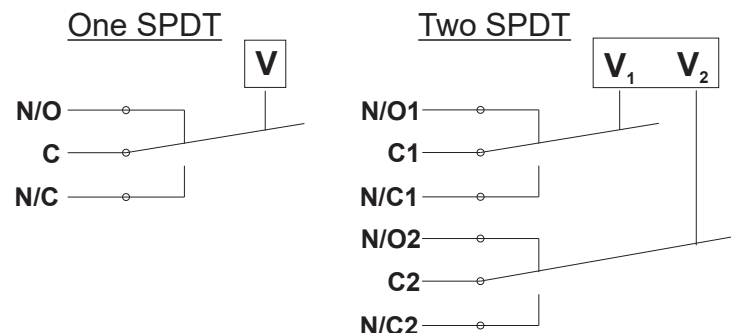 One SPDT
V
N/O
C
N/C
Two SPDT
V₁ V₂
N/O1
C1
N/C1
N/O2
C2
N/C2